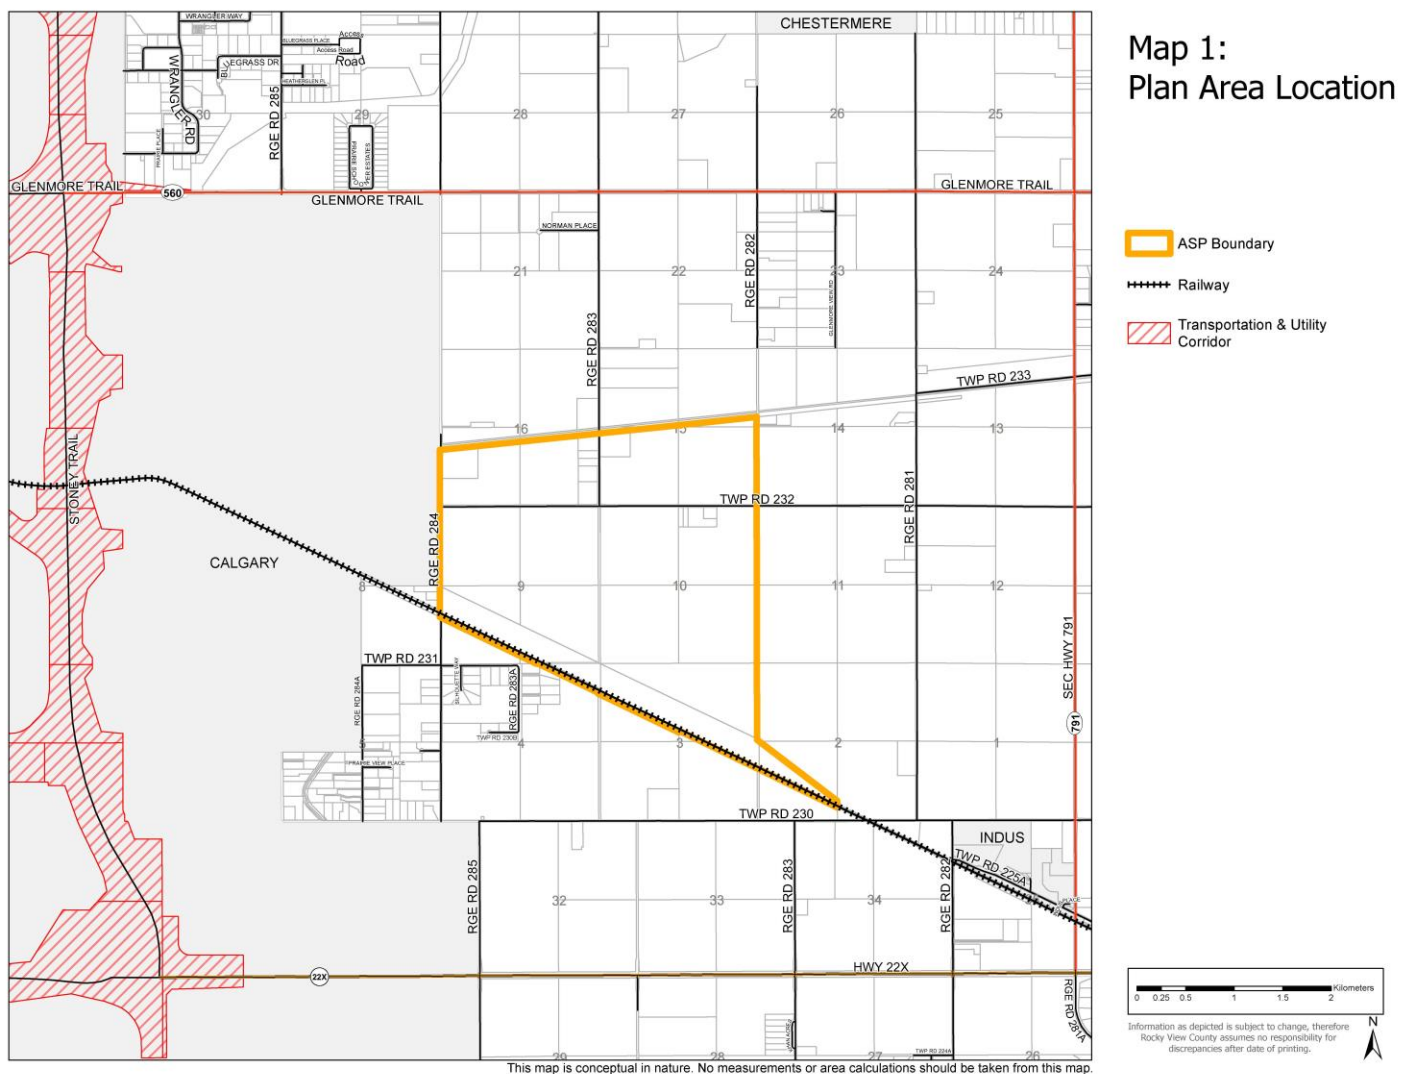 Map 1:
Plan Area Location
ASP Boundary
Railway
Transportation & Utility
Corridor
CHESTERMERE
WRANGLER WAY
BLUEGRASS PLACE
Access
Access Road
Road
EGRASS DR
WRANGLER RD
HEATHERGLEN PL
RGE RD 285
PRAIRIE PLACE
30
29
28
27
26
25
GLENMORE TRAIL
560
GLENMORE TRAIL
GLENMORE TRAIL
NORMAN PLACE
RGE RD 282
21
22
23
24
GLENMORE VIEW RD
RGE RD 283
TWP RD 233
16
15
14
13
STONEY TRAIL
TWP RD 232
RGE RD 281
RGE RD 284
CALGARY
8
9
10
11
12
TWP RD 231
SILHOUETTE WAY
RGE RD 283A
RGE RD 284A
SEC HWY 791
791
TWP RD 230B
4
3
2
1
PRAIRIE VIEW PLACE
TWP RD 230
INDUS
TWP RD 225A
RGE RD 285
RGE RD 283
RGE RD 282
PLACE
32
33
34
22X
HWY 22X
RGE RD 281A
TWP RD 224A
29
28
27
26
0 0.25 0.5 1 1.5 2 Kilometers
Information as depicted is subject to change, therefore
Rocky View County assumes no responsibility for
discrepancies after date of printing.
N
This map is conceptual in nature. No measurements or area calculations should be taken from this map.